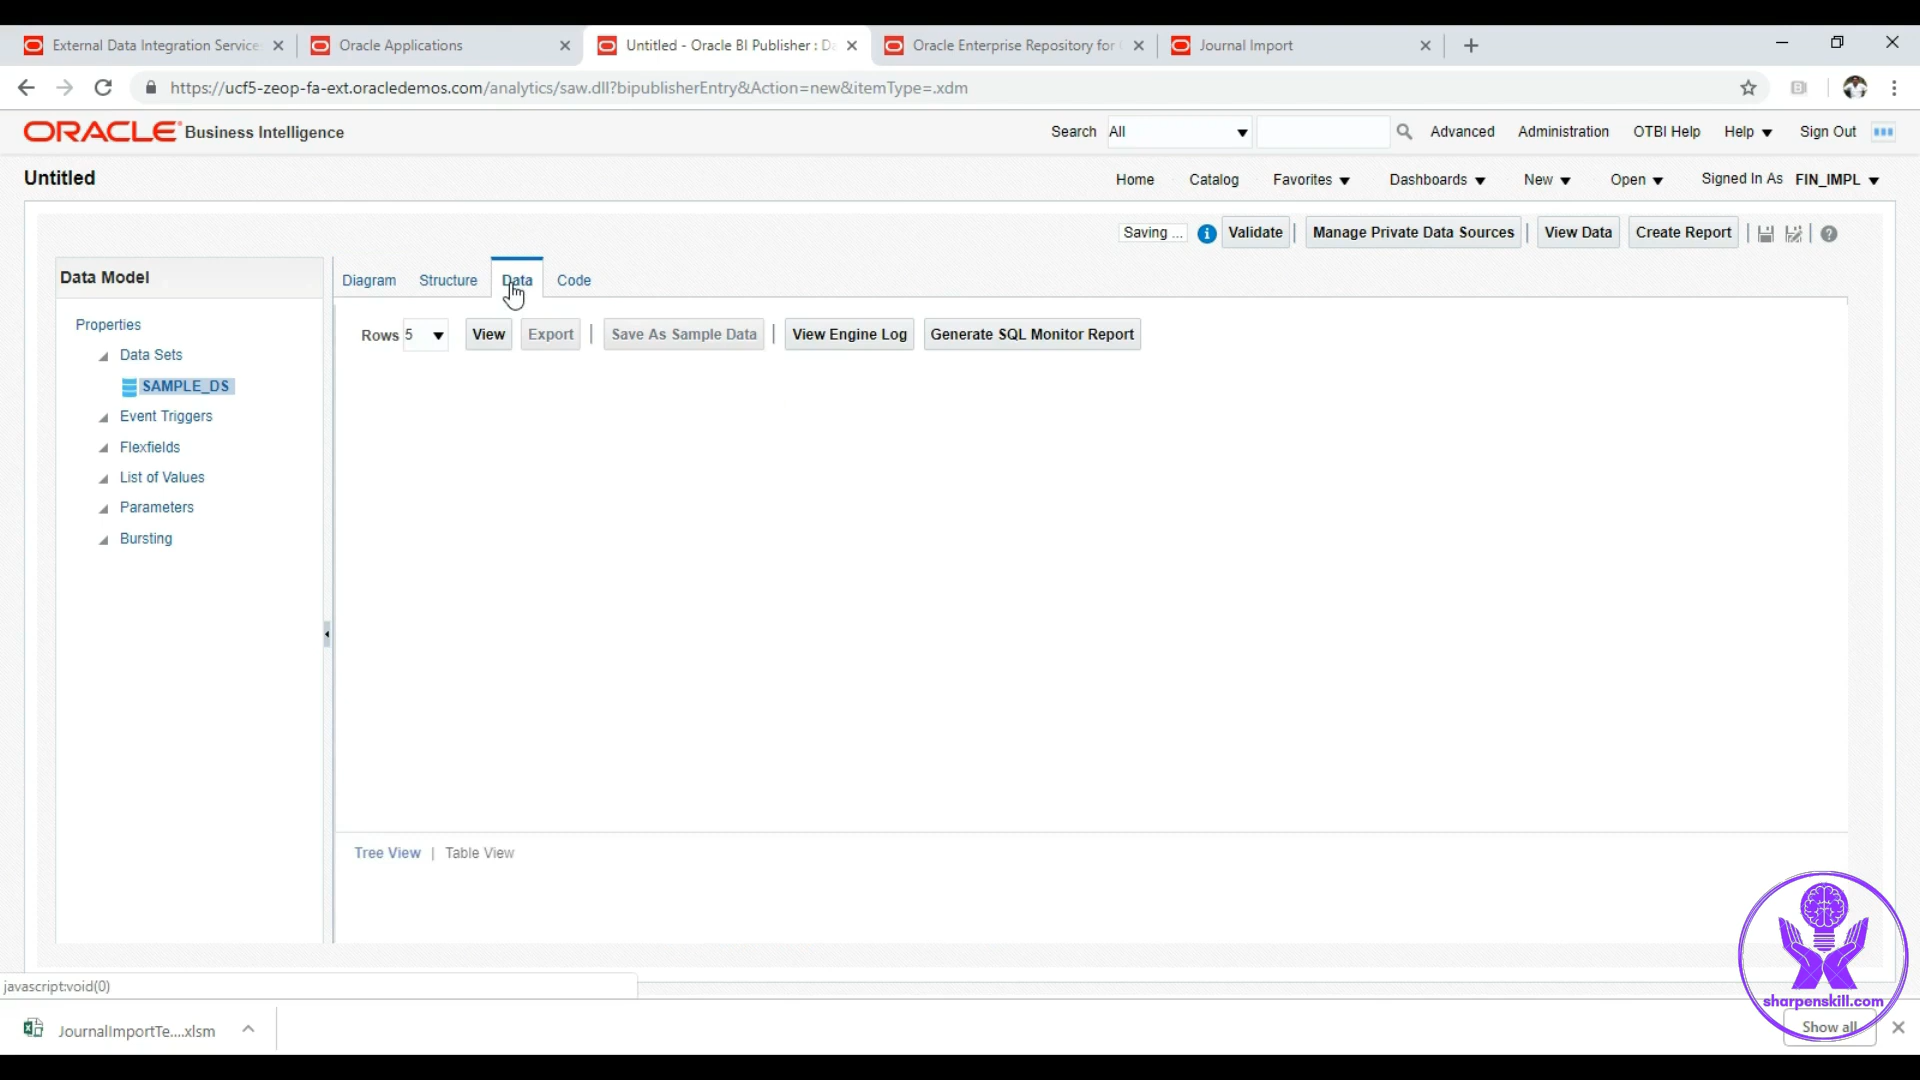 External Data Integration Service
Oracle Applications
Untitled - Oracle BI Publisher : Da
Oracle Enterprise Repository for
Journal Import
https://ucf5-zeop-fa-ext.oracledemos.com/analytics/saw.dll?bipublisherEntry&Action=new&itemType=.xdm
ORACLE Business Intelligence
Search All Advanced Administration OTBI Help Help Sign Out
Untitled
Home Catalog Favorites Dashboards New Open Signed In As FIN_IMPL
Saving ... Validate | Manage Private Data Sources | View Data Create Report
Data Model
Diagram Structure Data Code
Properties
Data Sets
SAMPLE_DS
Event Triggers
Flexfields
List of Values
Parameters
Bursting
Rows 5 View Export | Save As Sample Data | View Engine Log Generate SQL Monitor Report
Tree View | Table View
javascript:void(0)
JournalImportTe....xlsm
sharpenskill.com
Show all